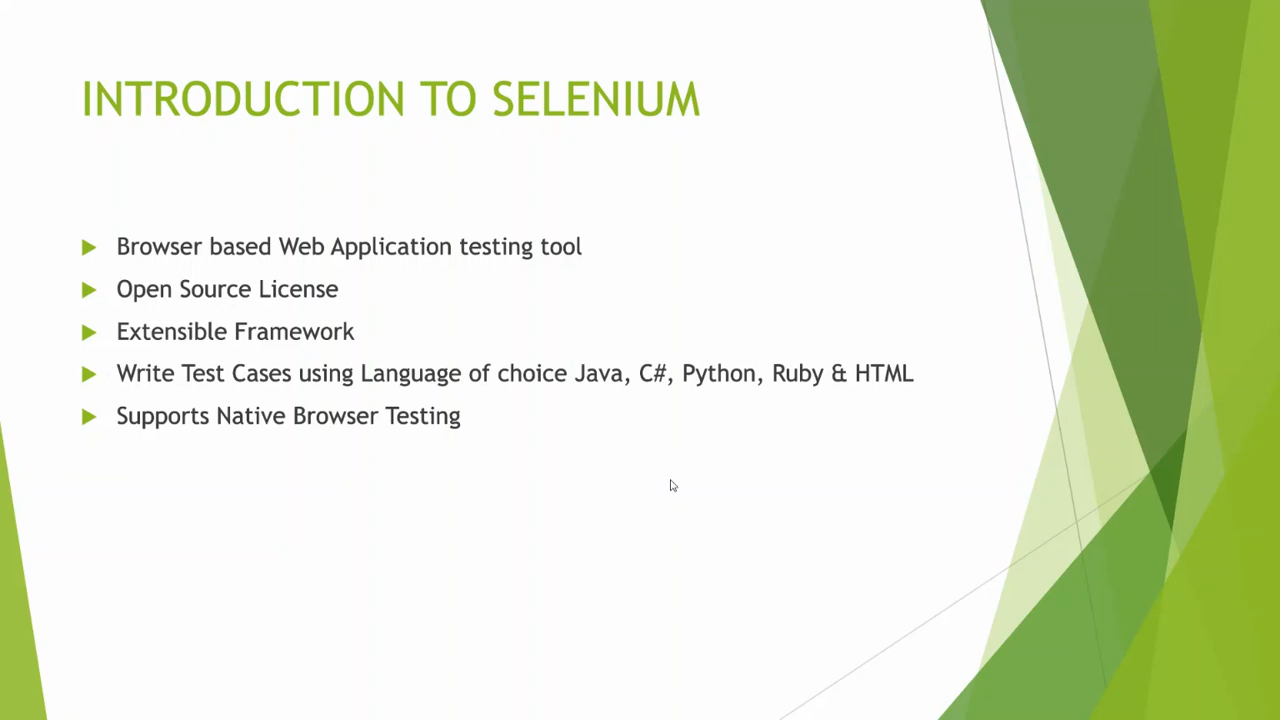 INTRODUCTION TO SELENIUM
Browser based Web Application testing tool
Open Source License
Extensible Framework
Write Test Cases using Language of choice Java, C#, Python, Ruby & HTML
Supports Native Browser Testing